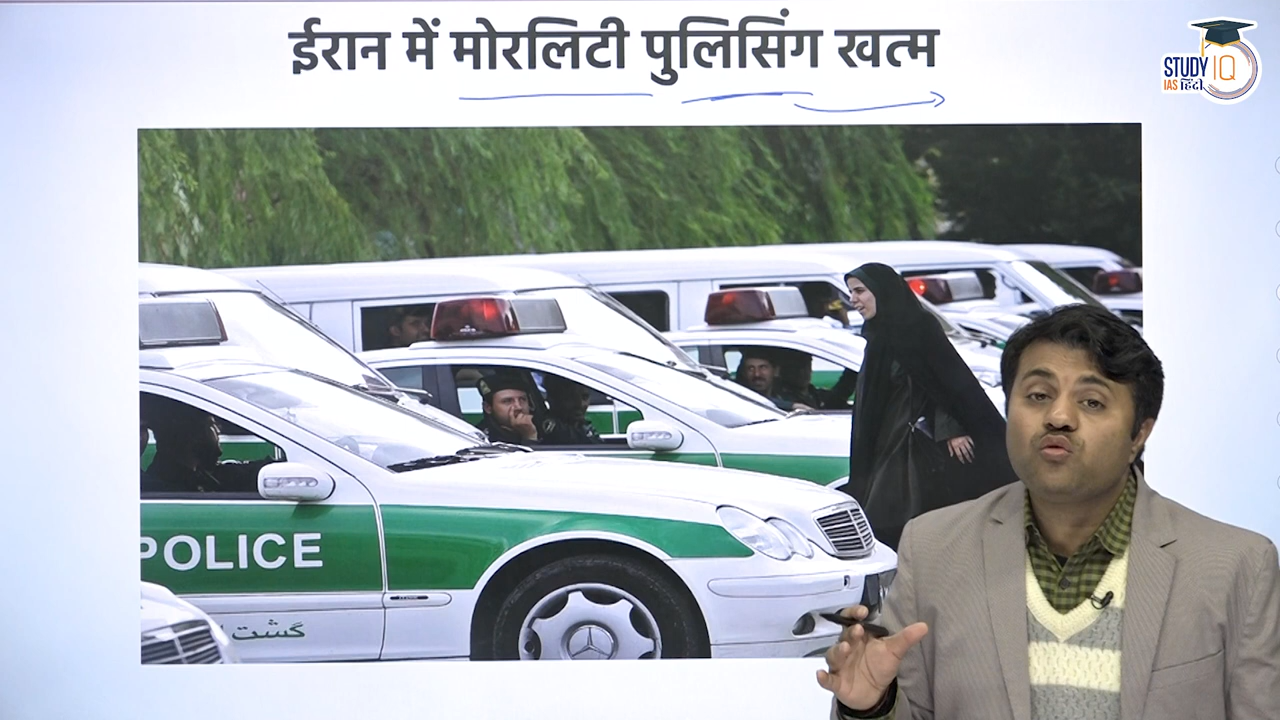 ईरान में मोरलिटी पुलिसिंग खत्म
STUDY IQ
IAS हिंदी
POLICE
گشت